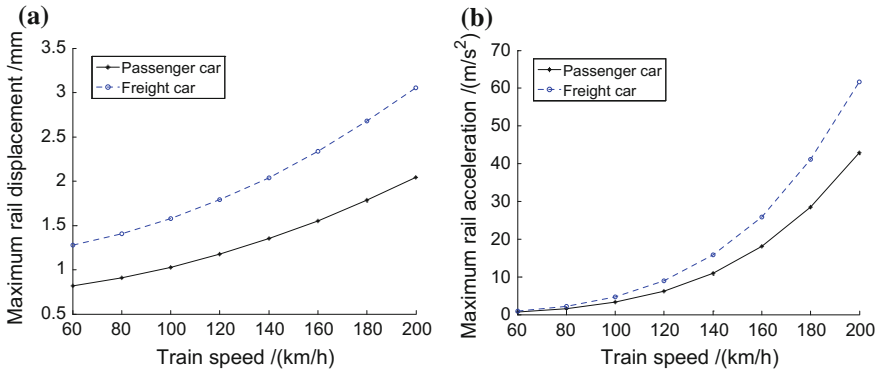 (a)
Maximum rail displacement /mm
3.5
3
2.5
2
1.5
1
0.5
Passenger car
Freight car
60 80 100 120 140 160 180 200
Train speed /(km/h)
(b)
Maximum rail acceleration /(m/s²)
70
60
50
40
30
20
10
0
Passenger car
Freight car
60 80 100 120 140 160 180 200
Train speed /(km/h)